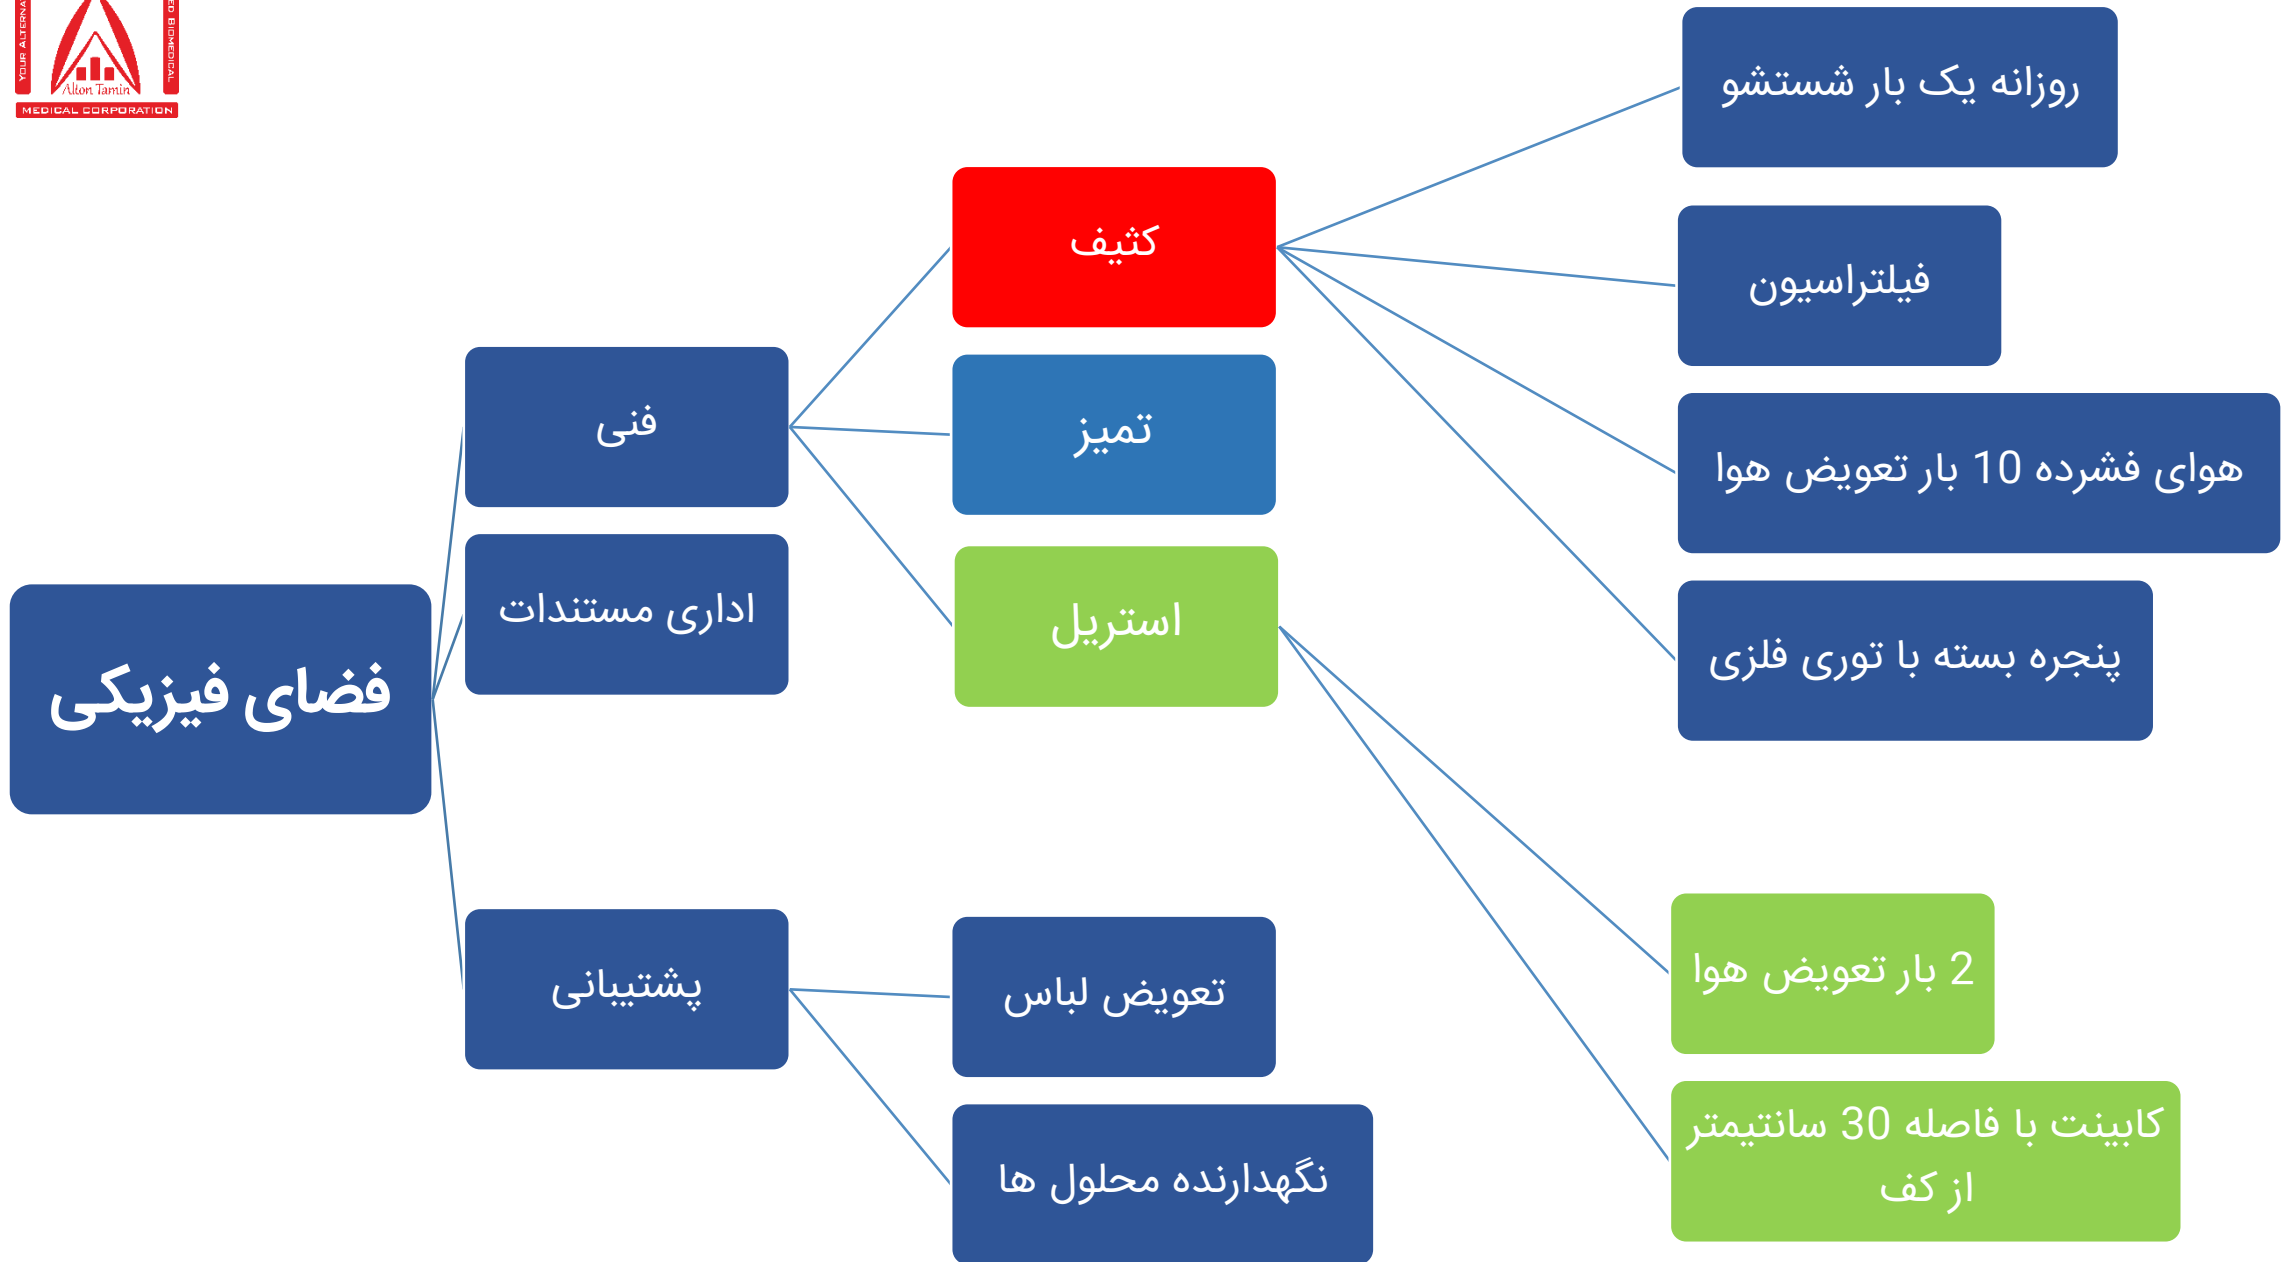 Alton Tamin
MEDICAL CORPORATION
فضای فیزیکی
فنی
اداری مستندات
پشتیبانی
کثیف
تمیز
استریل
تعویض لباس
نگهدارنده محلول ها
روزانه یک بار شستشو
فیلتراسیون
هوای فشرده 10 بار تعویض هوا
پنجره بسته با توری فلزی
2 بار تعویض هوا
کابینت با فاصله 30 سانتیمتر
از کف
YOUR
BIOMEDICAL